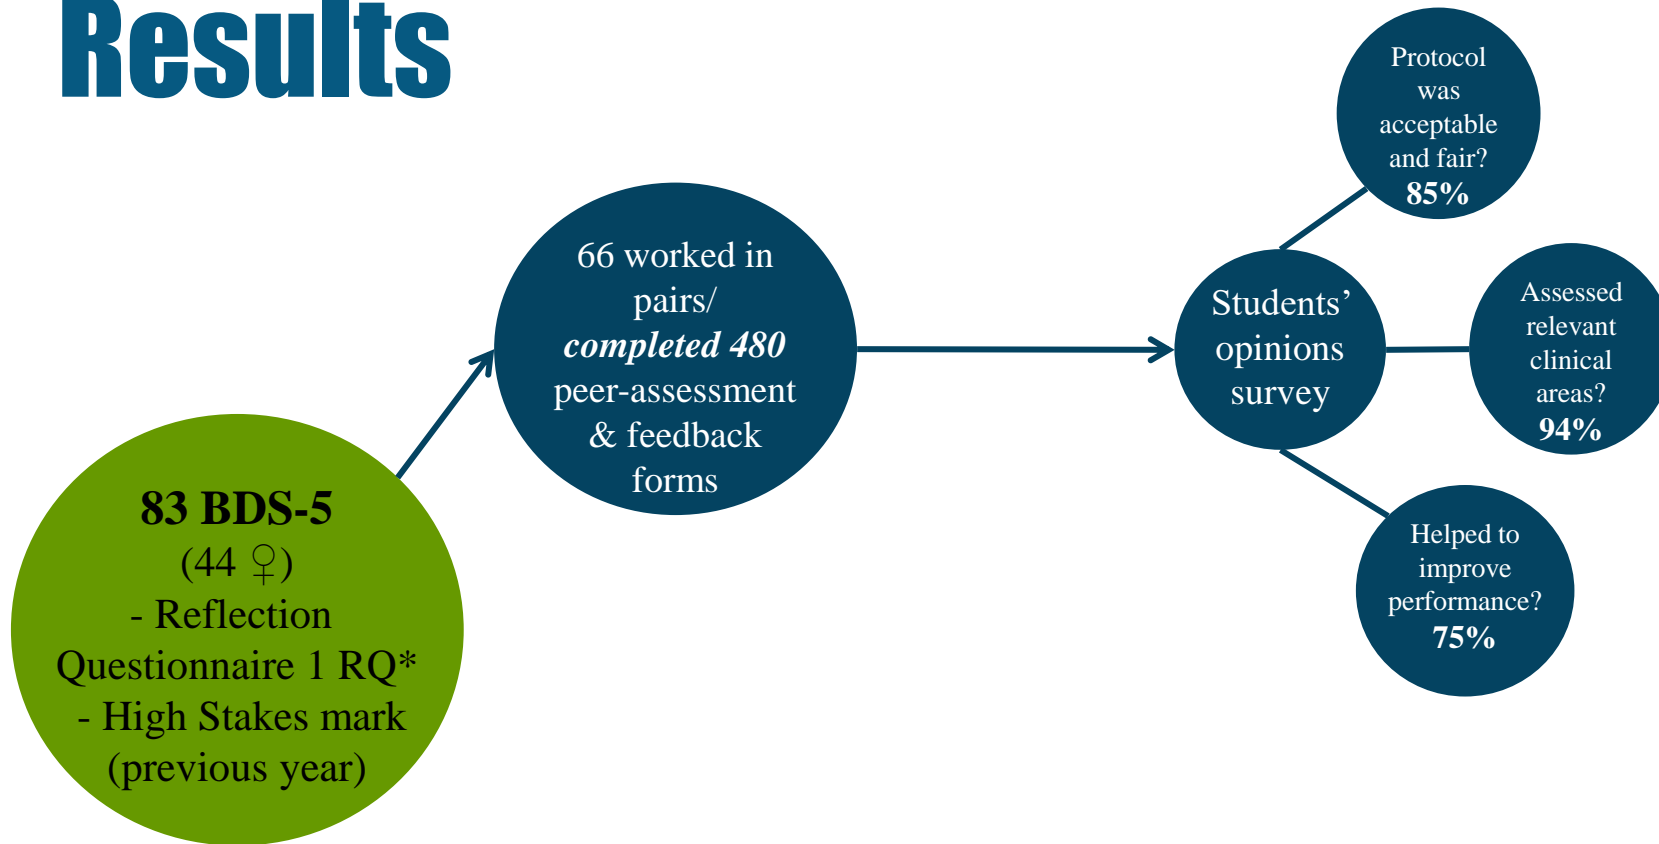 Results
83 BDS-5
(44 ♀)
- Reflection
Questionnaire 1 RQ*
- High Stakes mark
(previous year)
66 worked in
pairs/
completed 480
peer-assessment
& feedback
forms
Students’
opinions
survey
Protocol
was
acceptable
and fair?
85%
Assessed
relevant
clinical
areas?
94%
Helped to
improve
performance?
75%